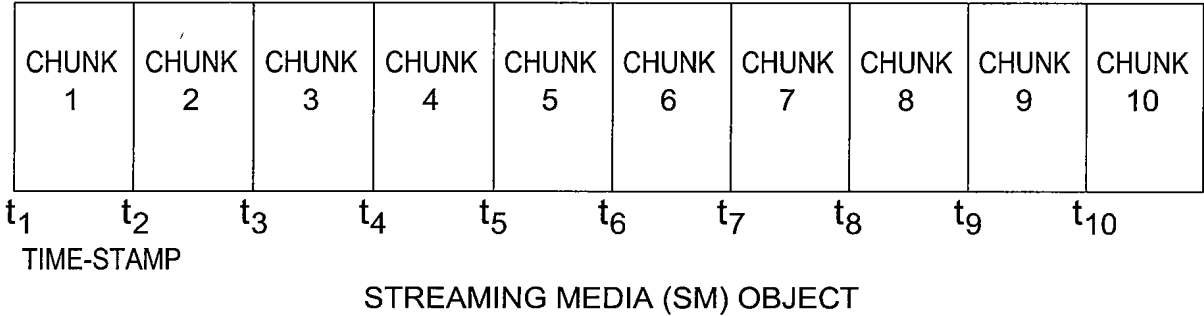 CHUNK 1 CHUNK 2 CHUNK 3 CHUNK 4 CHUNK 5 CHUNK 6 CHUNK 7 CHUNK 8 CHUNK 9 CHUNK 10
t1 t2 t3 t4 t5 t6 t7 t8 t9 t10
TIME-STAMP
STREAMING MEDIA (SM) OBJECT